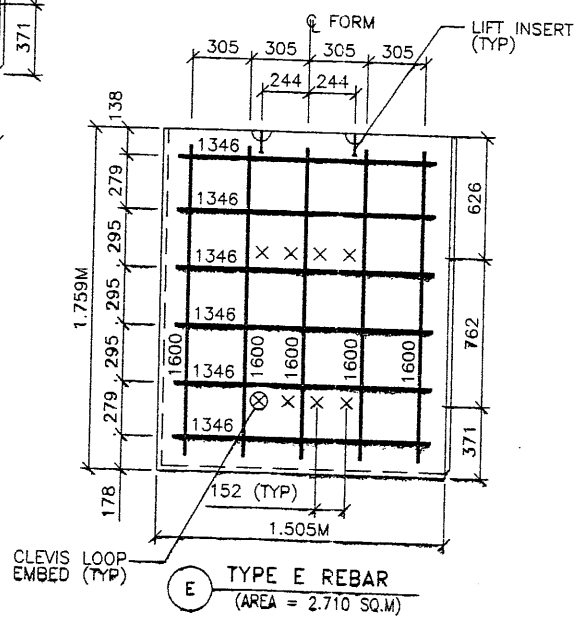 371
℄ FORM
LIFT INSERT
(TYP)
305 305 305 305
244 244
138
279
295
295
295
279
178
1.759M
1346
1346
1346
1346
1346
1346
1600 1600 1600 1600 1600
626
762
371
152 (TYP)
1.505M
CLEVIS LOOP
EMBED (TYP)
E TYPE E REBAR
(AREA = 2.710 SQ.M)